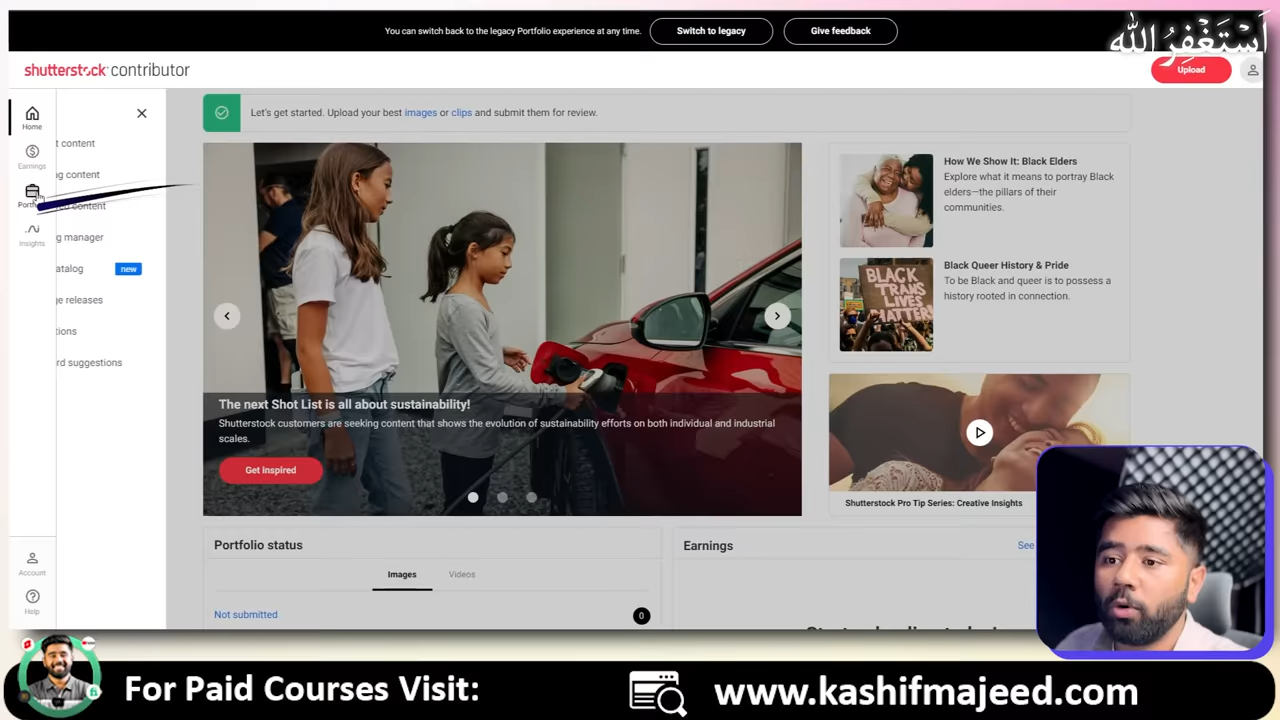 You can switch back to the legacy Portfolio experience at any time.
Switch to legacy
Give feedback
أَسْتَغْفِرُ اللّٰه
shutterstock contributor
Upload
Home
Earnings
Insights
Account
Help
t content
ng content
content
g manager
atalog
new
e releases
tions
rd suggestions
Let's get started. Upload your best images or clips and submit them for review.
The next Shot List is all about sustainability!
Shutterstock customers are seeking content that shows the evolution of sustainability efforts on both individual and industrial
scales.
Get Inspired
How We Show It: Black Elders
Explore what it means to portray Black
elders—the pillars of their
communities.
Black Queer History & Pride
To be Black and queer is to possess a
history rooted in connection.
BLACK
TRANS
LIVES
MATTER!
Shutterstock Pro Tip Series: Creative Insights
Portfolio status
Images
Videos
Not submitted
0
Earnings
See
For Paid Courses Visit:
www.kashifmajeed.com